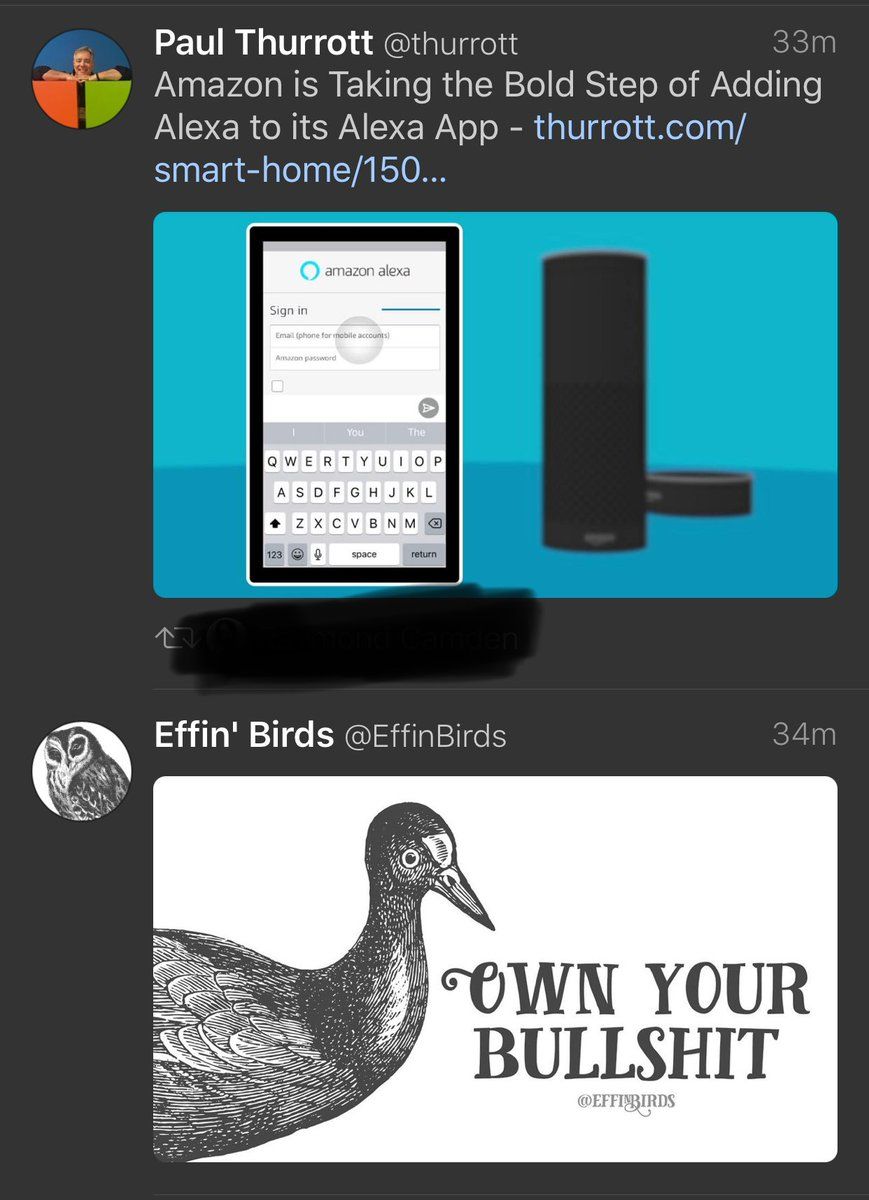 Paul Thurrott @thurrott 33m
Amazon is Taking the Bold Step of Adding
Alexa to its Alexa App - thurrott.com/
smart-home/150...
amazon alexa
Sign in
Email (phone for mobile accounts)
Amazon password
I You The
Q W E R T Y U I O P
A S D F G H J K L
Z X C V B N M
123 space return
Effin' Birds @EffinBirds 34m
OWN YOUR
BULLSHIT
@EFFINBIRDS